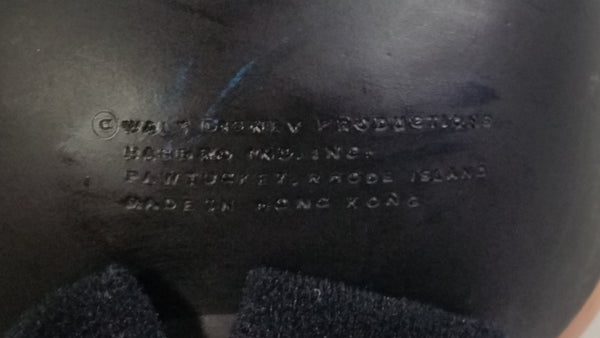 © WALT DISNEY PRODUCTIONS
HASBRO IND. INC.
PAWTUCKET, RHODE ISLAND
MADE IN HONG KONG